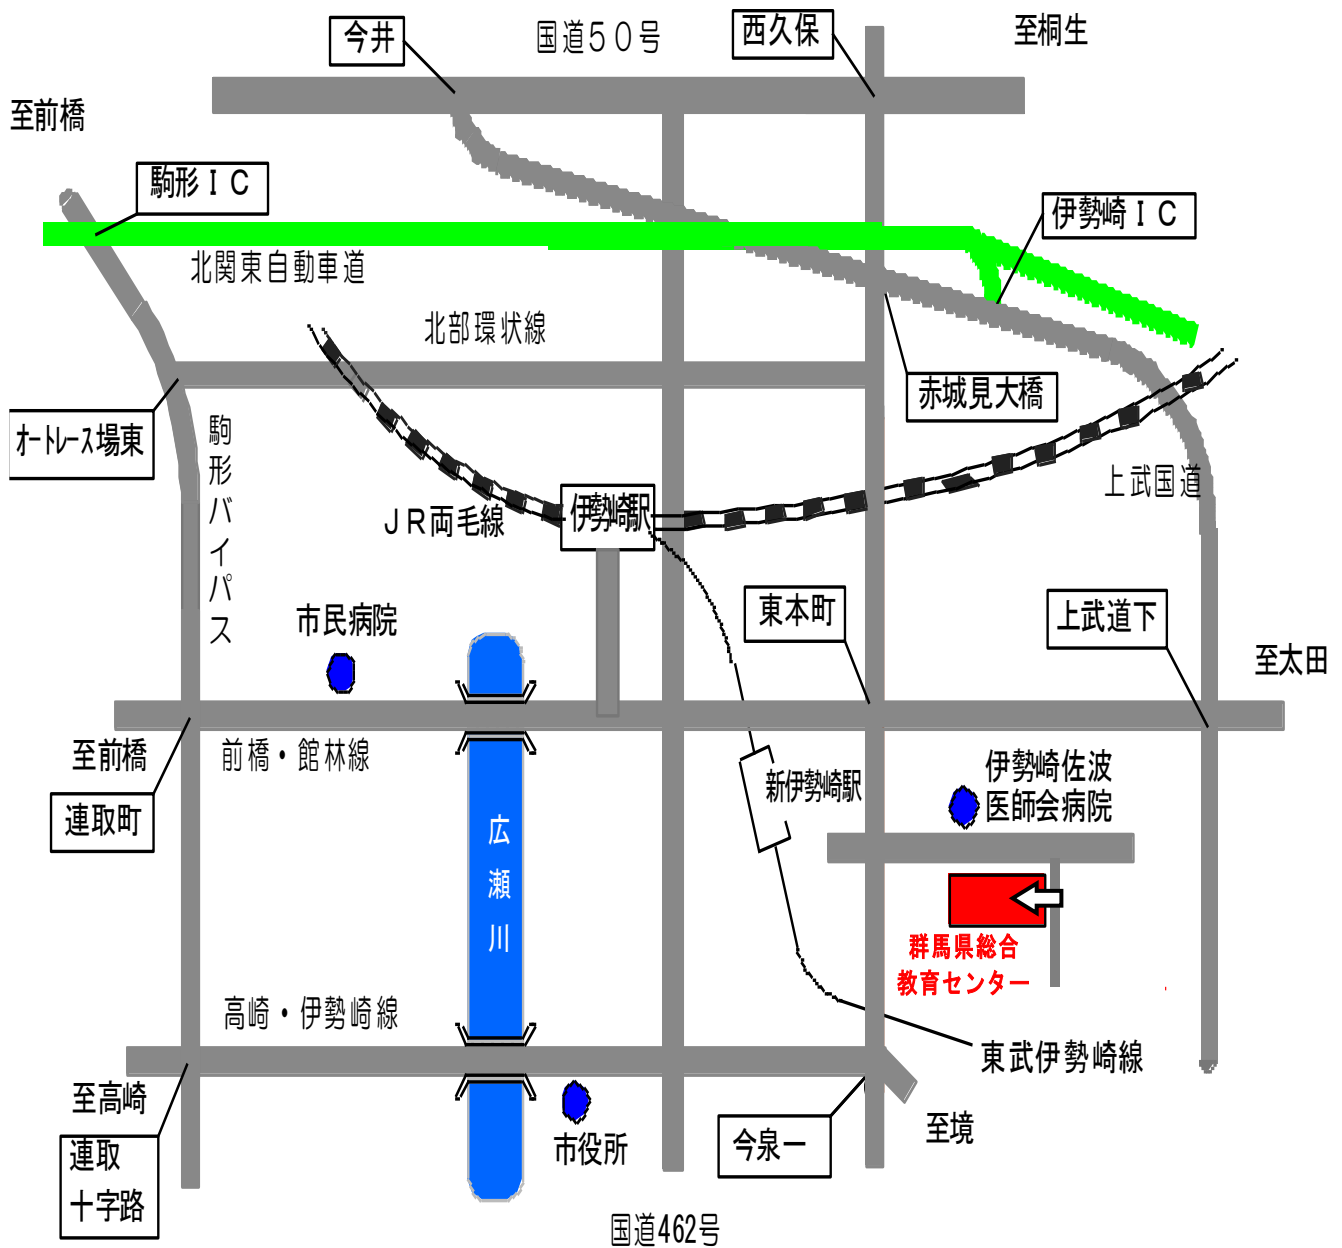 今井
国道５０号
西久保
至桐生
至前橋
駒形ＩＣ
伊勢崎ＩＣ
北関東自動車道
北部環状線
赤城見大橋
オートレース場東
駒形バイパス
上武国道
ＪＲ両毛線
伊勢崎駅
市民病院
東本町
上武道下
至太田
至前橋
前橋・館林線
連取町
新伊勢崎駅
伊勢崎佐波
医師会病院
広瀬川
群馬県総合
教育センター
高崎・伊勢崎線
東武伊勢崎線
至高崎
連取
十字路
市役所
今泉一
至境
国道462号